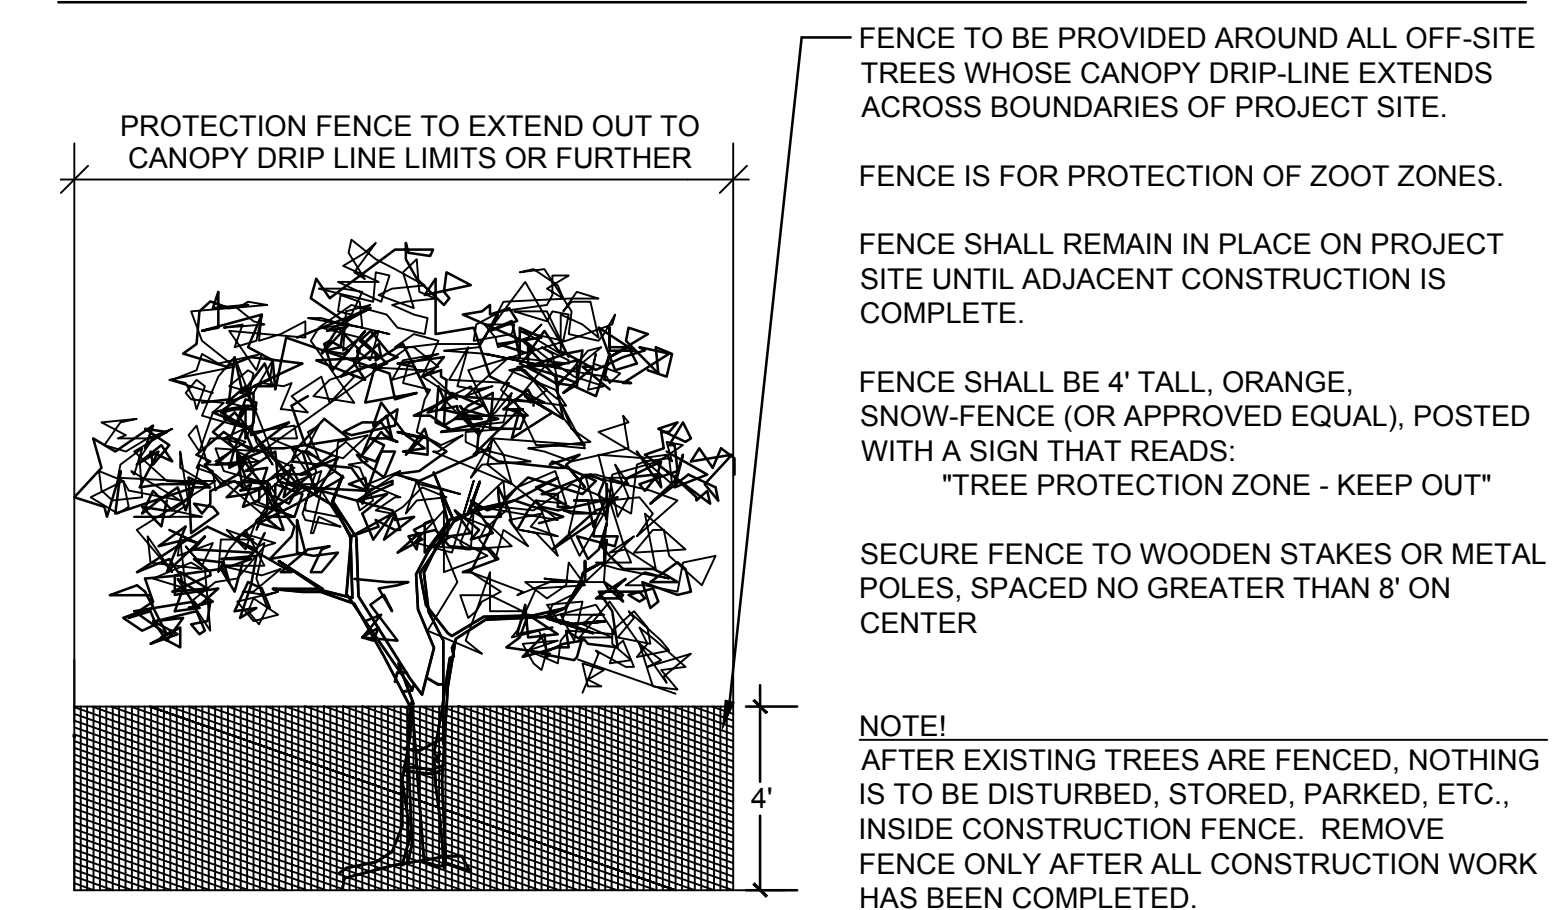 PROTECTION FENCE TO EXTEND OUT TO
CANOPY DRIP LINE LIMITS OR FURTHER
4'
FENCE TO BE PROVIDED AROUND ALL OFF-SITE
TREES WHOSE CANOPY DRIP-LINE EXTENDS
ACROSS BOUNDARIES OF PROJECT SITE.
FENCE IS FOR PROTECTION OF ZOOT ZONES.
FENCE SHALL REMAIN IN PLACE ON PROJECT
SITE UNTIL ADJACENT CONSTRUCTION IS
COMPLETE.
FENCE SHALL BE 4' TALL, ORANGE,
SNOW-FENCE (OR APPROVED EQUAL), POSTED
WITH A SIGN THAT READS:
"TREE PROTECTION ZONE - KEEP OUT"
SECURE FENCE TO WOODEN STAKES OR METAL
POLES, SPACED NO GREATER THAN 8' ON
CENTER
NOTE!
AFTER EXISTING TREES ARE FENCED, NOTHING
IS TO BE DISTURBED, STORED, PARKED, ETC.,
INSIDE CONSTRUCTION FENCE.  REMOVE
FENCE ONLY AFTER ALL CONSTRUCTION WORK
HAS BEEN COMPLETED.